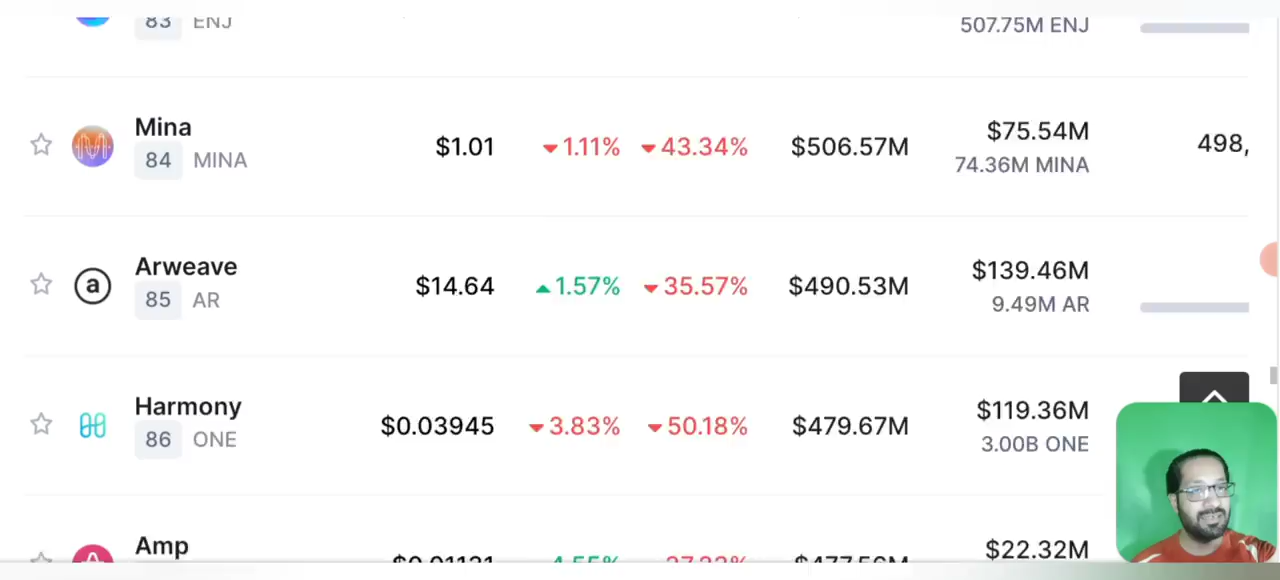 83 ENJ 507.75M ENJ
Mina
84 MINA $1.01 1.11% 43.34% $506.57M $75.54M 498,
74.36M MINA
Arweave
85 AR $14.64 1.57% 35.57% $490.53M $139.46M
9.49M AR
a
Harmony
86 ONE $0.03945 3.83% 50.18% $479.67M $119.36M
3.00B ONE
Amp
$22.32M